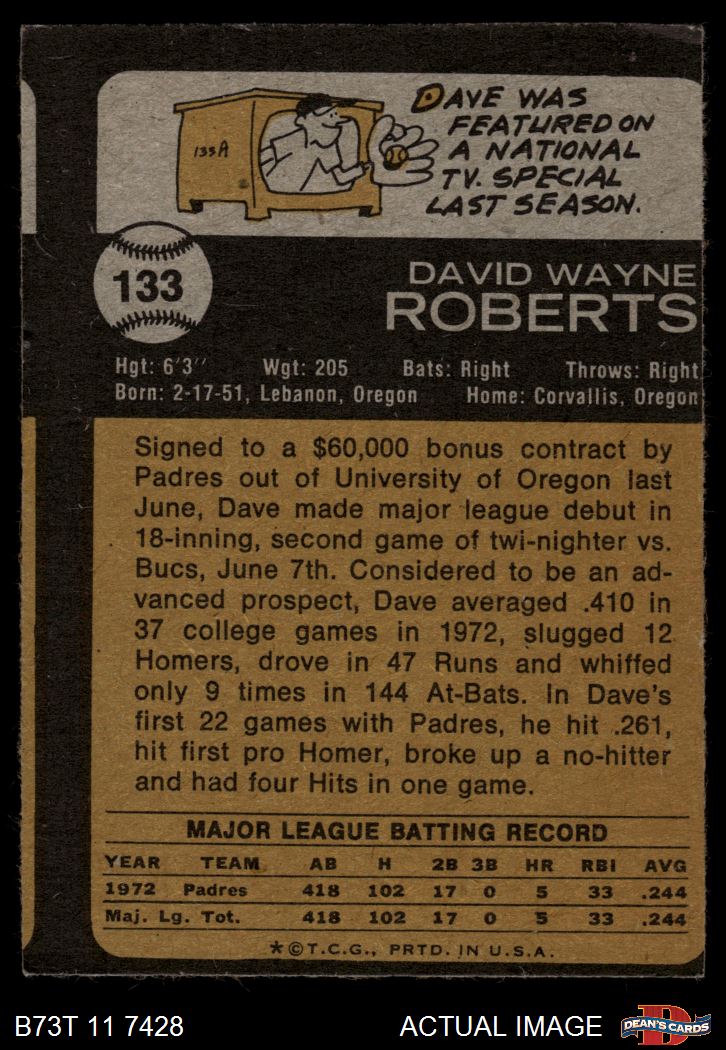 DAVE WAS
FEATURED ON
A NATIONAL
TV. SPECIAL
LAST SEASON.
133A
133
DAVID WAYNE
ROBERTS
Hgt: 6'3" Wgt: 205 Bats: Right Throws: Right
Born: 2-17-51, Lebanon, Oregon Home: Corvallis, Oregon
Signed to a $60,000 bonus contract by
Padres out of University of Oregon last
June, Dave made major league debut in
18-inning, second game of twi-nighter vs.
Bucs, June 7th. Considered to be an ad-
vanced prospect, Dave averaged .410 in
37 college games in 1972, slugged 12
Homers, drove in 47 Runs and whiffed
only 9 times in 144 At-Bats. In Dave's
first 22 games with Padres, he hit .261,
hit first pro Homer, broke up a no-hitter
and had four Hits in one game.
MAJOR LEAGUE BATTING RECORD
YEAR TEAM AB H 2B 3B HR RBI AVG
1972 Padres 418 102 17 0 5 33 .244
Maj. Lg. Tot. 418 102 17 0 5 33 .244
*©T.C.G., PRTD. IN U.S.A.
B73T 11 7428 ACTUAL IMAGE DEAN'S CARDS